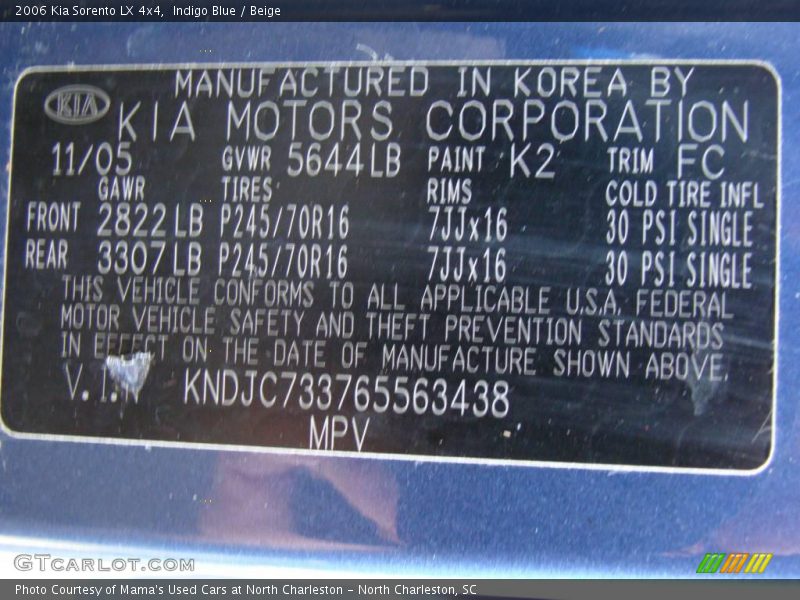 2006 Kia Sorento LX 4x4, Indigo Blue / Beige
MANUFACTURED IN KOREA BY
KIA
KIA MOTORS CORPORATION
11/05 GVWR 5644LB PAINT K2 TRIM FC
GAWR TIRES RIMS COLD TIRE INFL
FRONT 2822LB P245/70R16 7JJx16 30 PSI SINGLE
REAR 3307LB P245/70R16 7JJx16 30 PSI SINGLE
THIS VEHICLE CONFORMS TO ALL APPLICABLE U.S.A. FEDERAL
MOTOR VEHICLE SAFETY AND THEFT PREVENTION STANDARDS
IN EFFECT ON THE DATE OF MANUFACTURE SHOWN ABOVE.
V.I.N KNDJC733765563438
MPV
GTCARLOT.COM
Photo Courtesy of Mama's Used Cars at North Charleston - North Charleston, SC